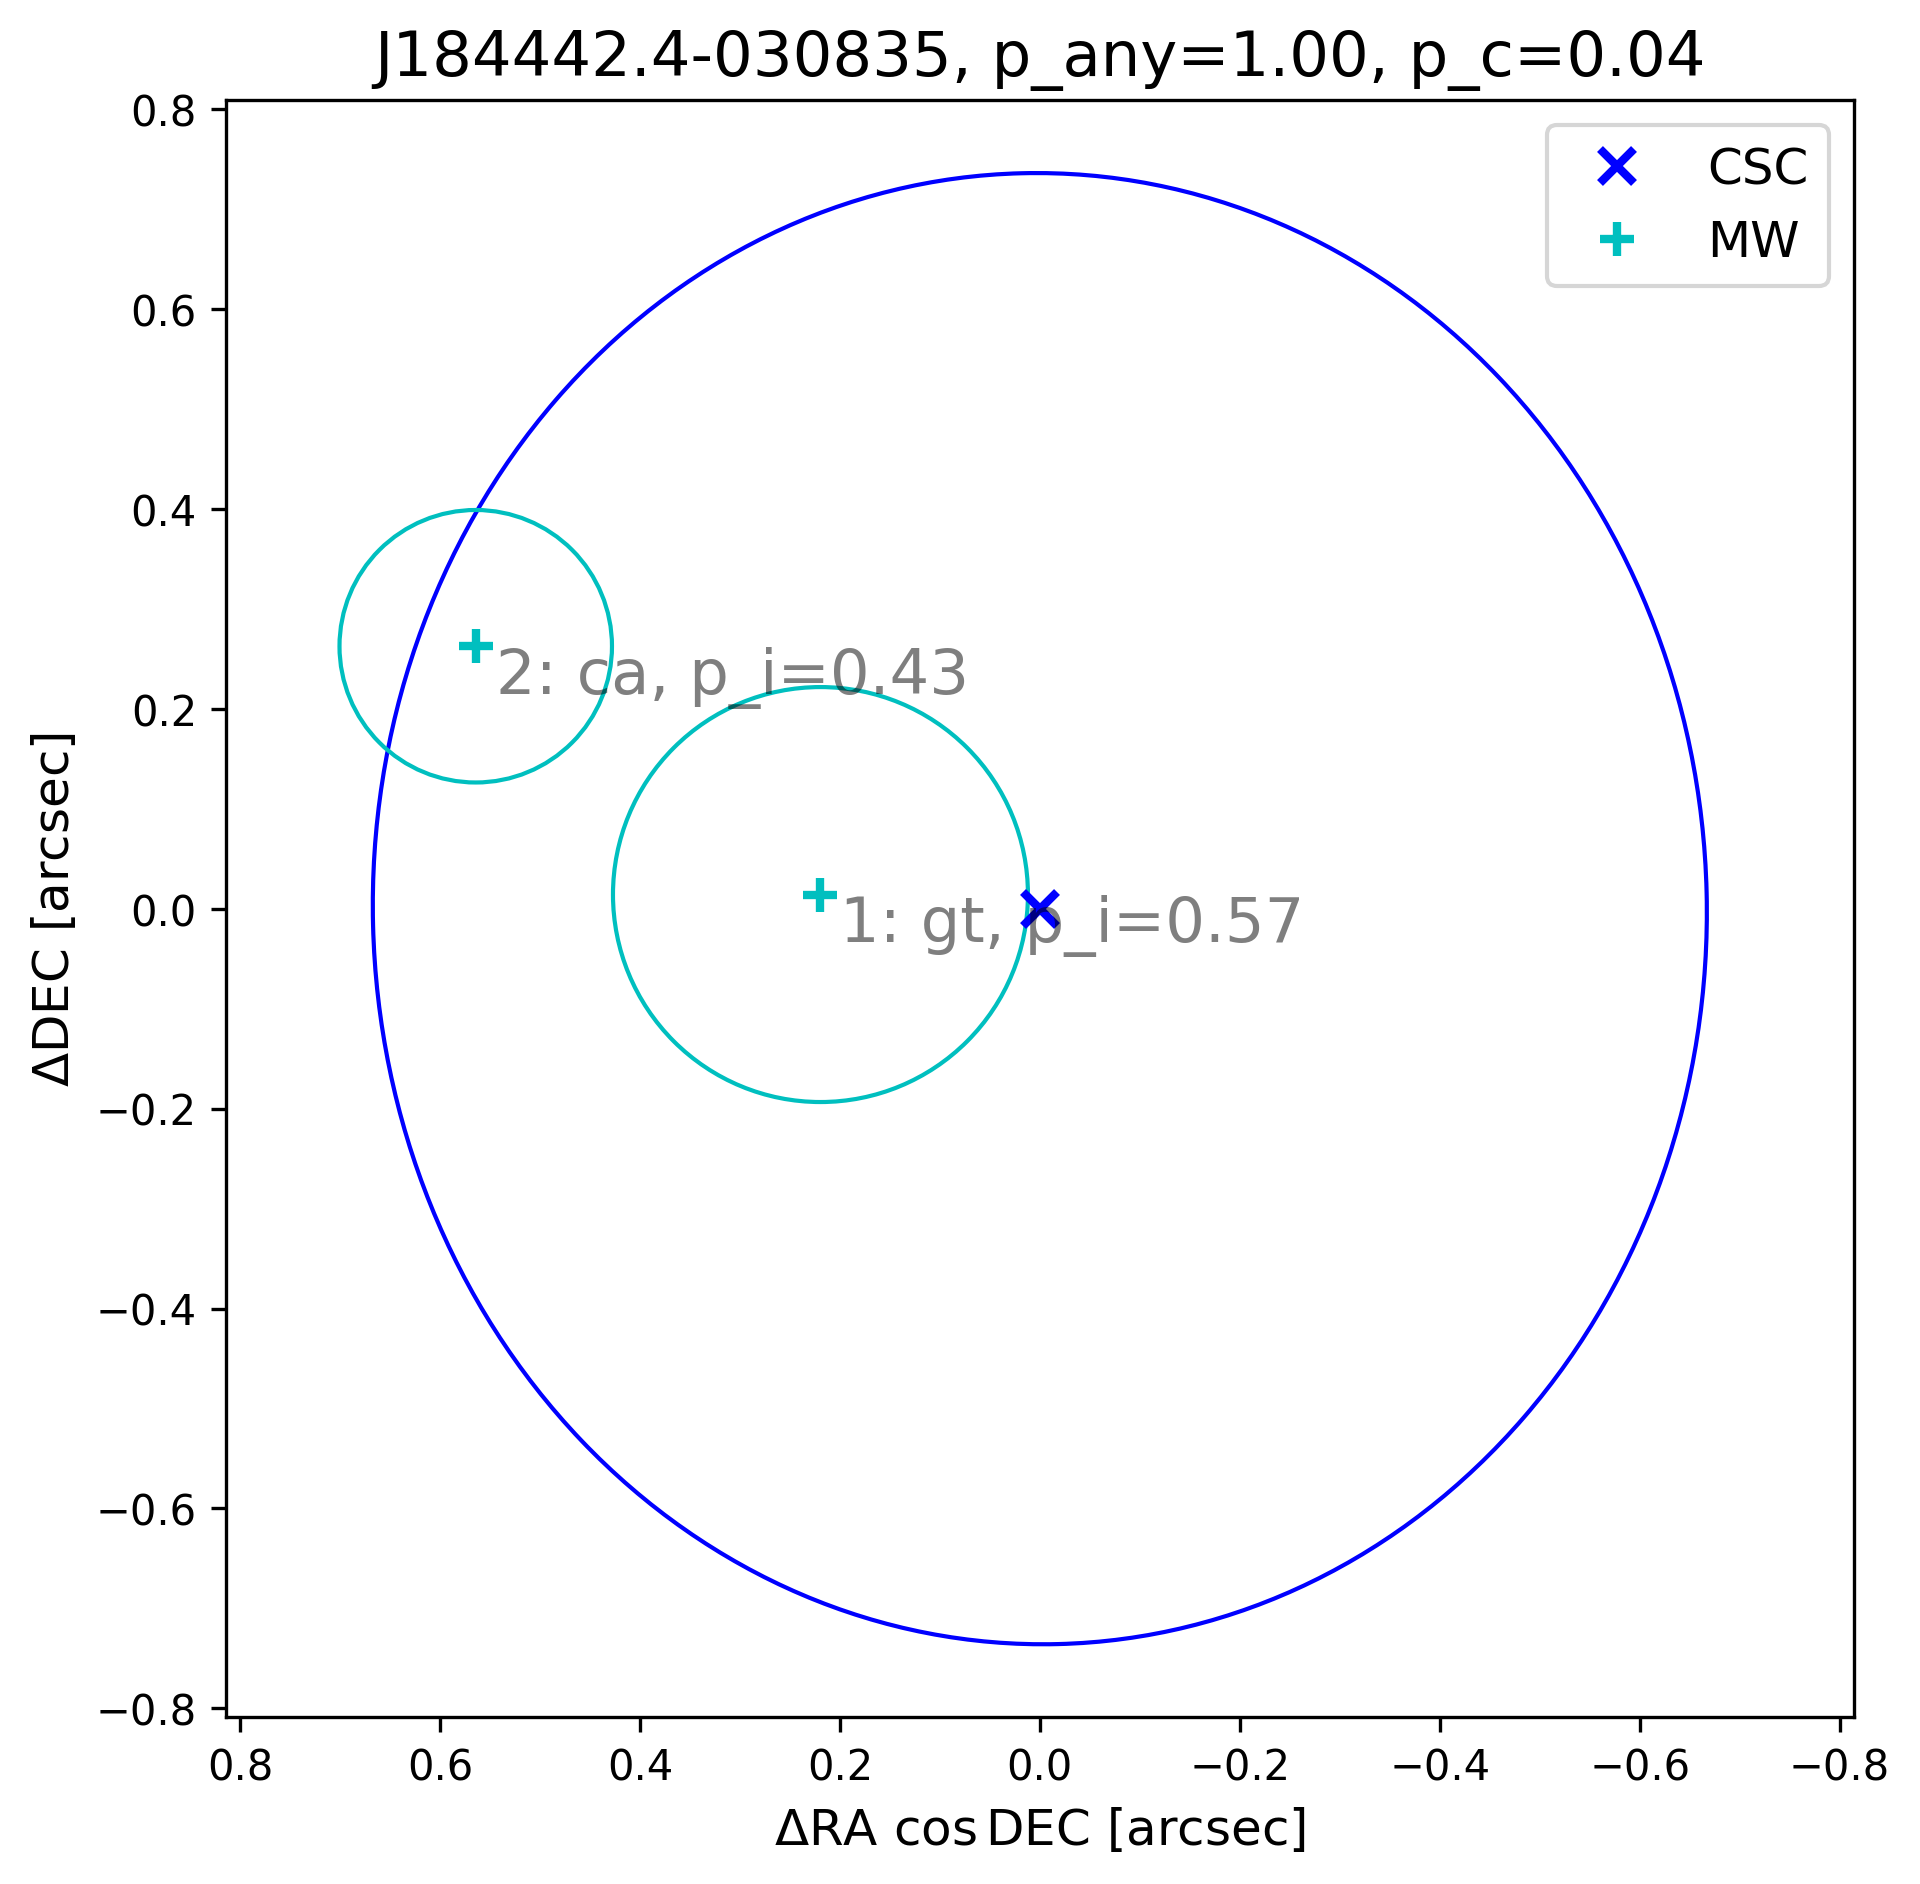 J184442.4-030835, p_any=1.00, p_c=0.04
CSC
MW
0.8
0.6
0.4
0.2
0.0
−0.2
−0.4
−0.6
−0.8
ΔDEC [arcsec]
2: ca, p_i=0.43
1: gt, p_i=0.57
0.8 0.6 0.4 0.2 0.0 −0.2 −0.4 −0.6 −0.8
ΔRA cos DEC [arcsec]